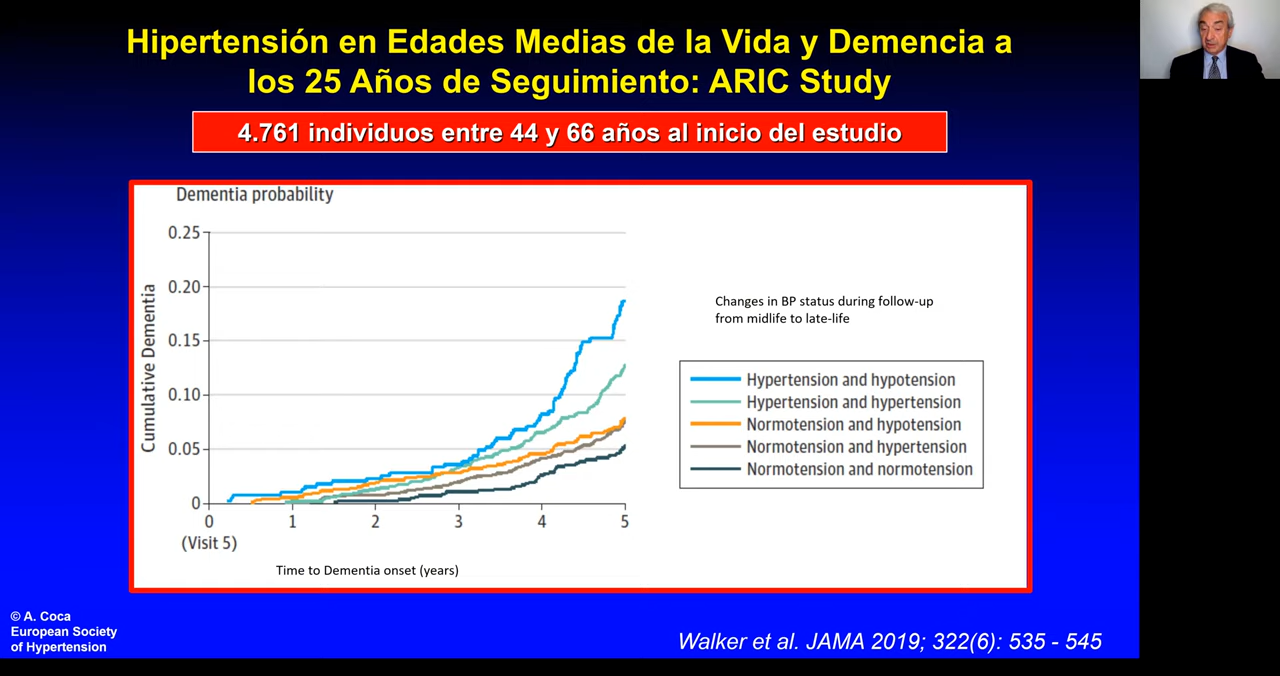 Hipertensión en Edades Medias de la Vida y Demencia a
los 25 Años de Seguimiento: ARIC Study
4.761 individuos entre 44 y 66 años al inicio del estudio
Dementia probability
Cumulative Dementia
0.25
0.20
0.15
0.10
0.05
0
0 1 2 3 4 5
(Visit 5)
Time to Dementia onset (years)
Changes in BP status during follow-up
from midlife to late-life
Hypertension and hypotension
Hypertension and hypertension
Normotension and hypotension
Normotension and hypertension
Normotension and normotension
© A. Coca
European Society
of Hypertension
Walker et al. JAMA 2019; 322(6): 535 - 545